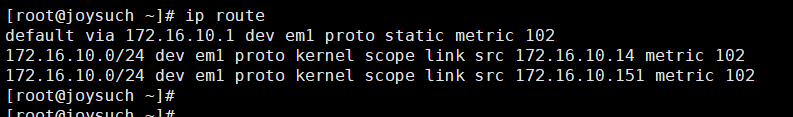 [root@joysuch ~]# ip route
default via 172.16.10.1 dev em1 proto static metric 102
172.16.10.0/24 dev em1 proto kernel scope link src 172.16.10.14 metric 102
172.16.10.0/24 dev em1 proto kernel scope link src 172.16.10.151 metric 102
[root@joysuch ~]#
[root@joysuch ~]#